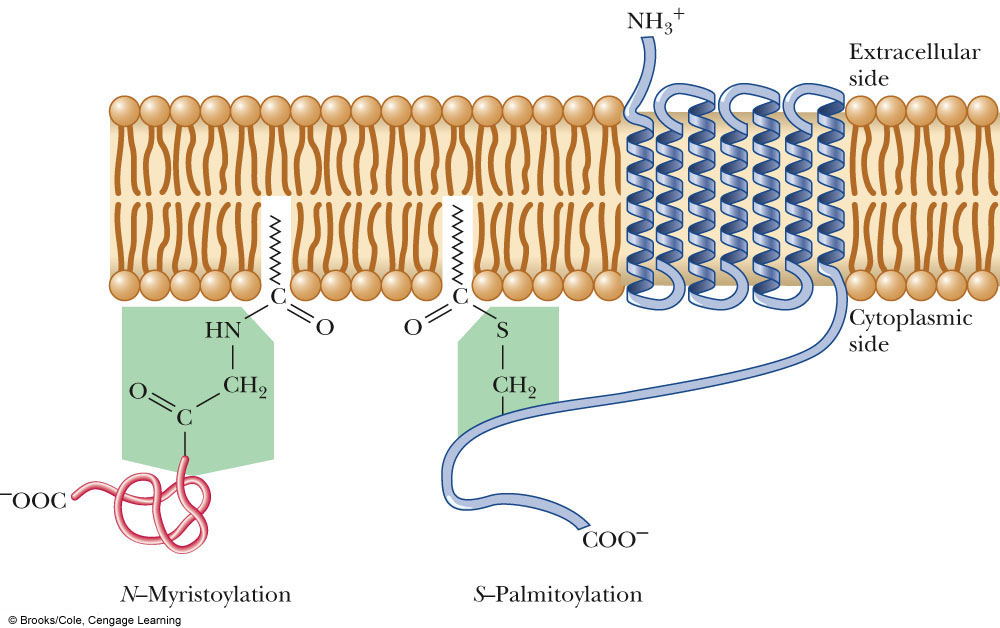 NH3+
Extracellular
side
C
O
HN
CH2
O
C
-OOC
C
O
S
CH2
Cytoplasmic
side
COO-
N–Myristoylation
S–Palmitoylation
© Brooks/Cole, Cengage Learning